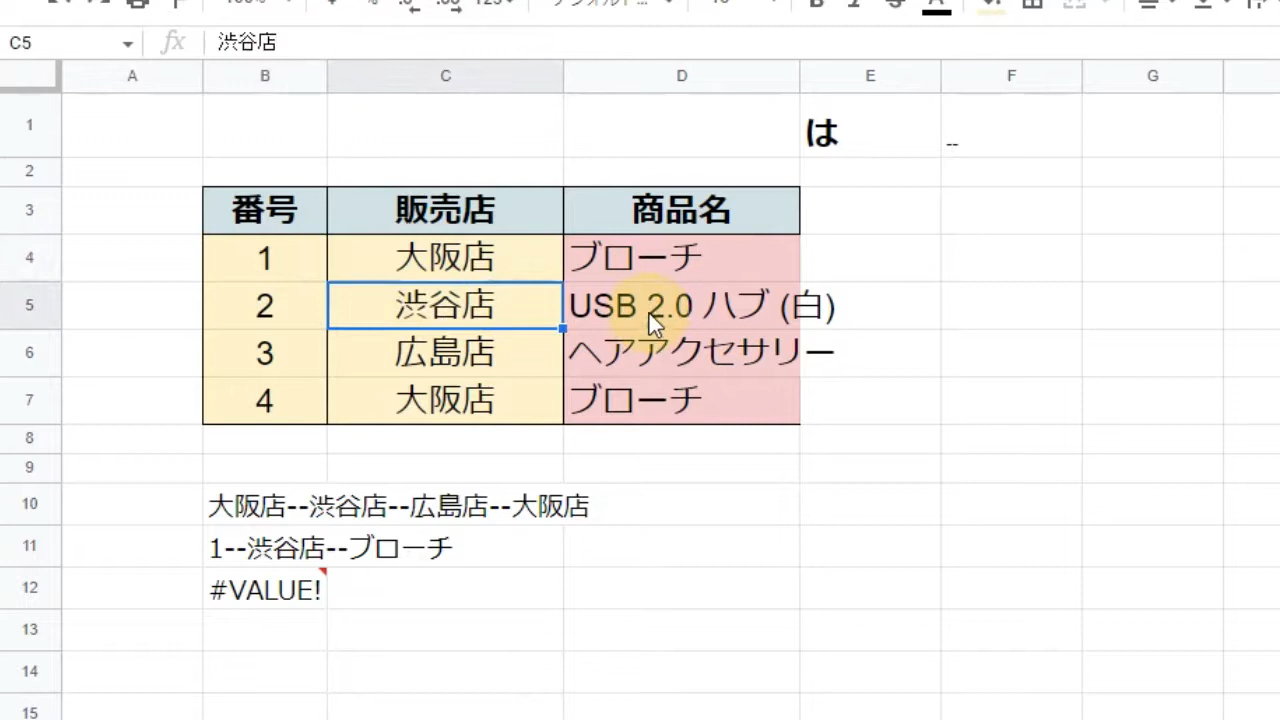 C5 fx 渋谷店
A B C D E F G
1 は --
2
3 番号 販売店 商品名
4 1 大阪店 ブローチ
5 2 渋谷店 USB 2.0 ハブ (白)
6 3 広島店 ヘアアクセサリー
7 4 大阪店 ブローチ
8
9
10 大阪店--渋谷店--広島店--大阪店
11 1--渋谷店--ブローチ
12 #VALUE!
13
14
15